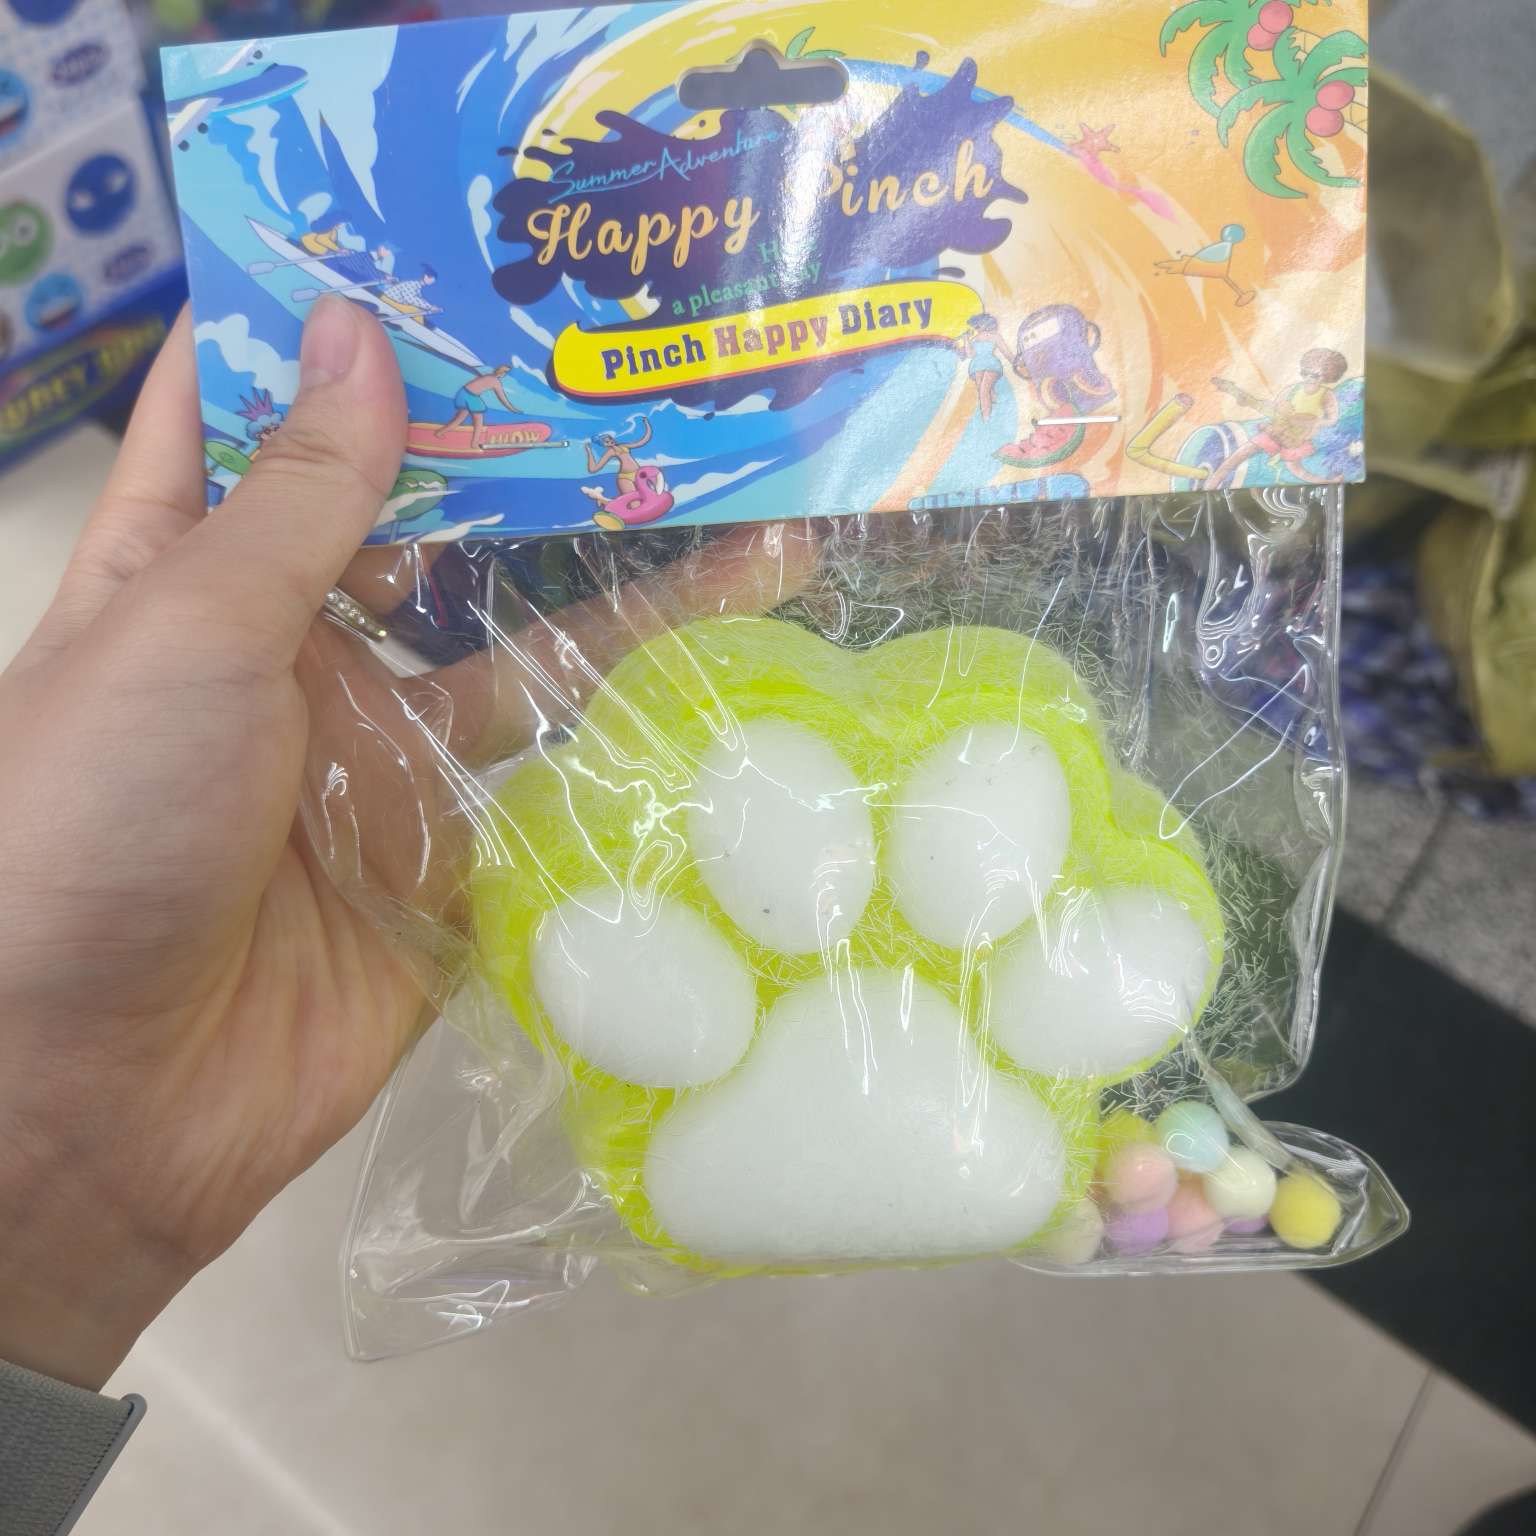 Summer Adventure
Happy Pinch
a pleasant
Pinch Happy Diary